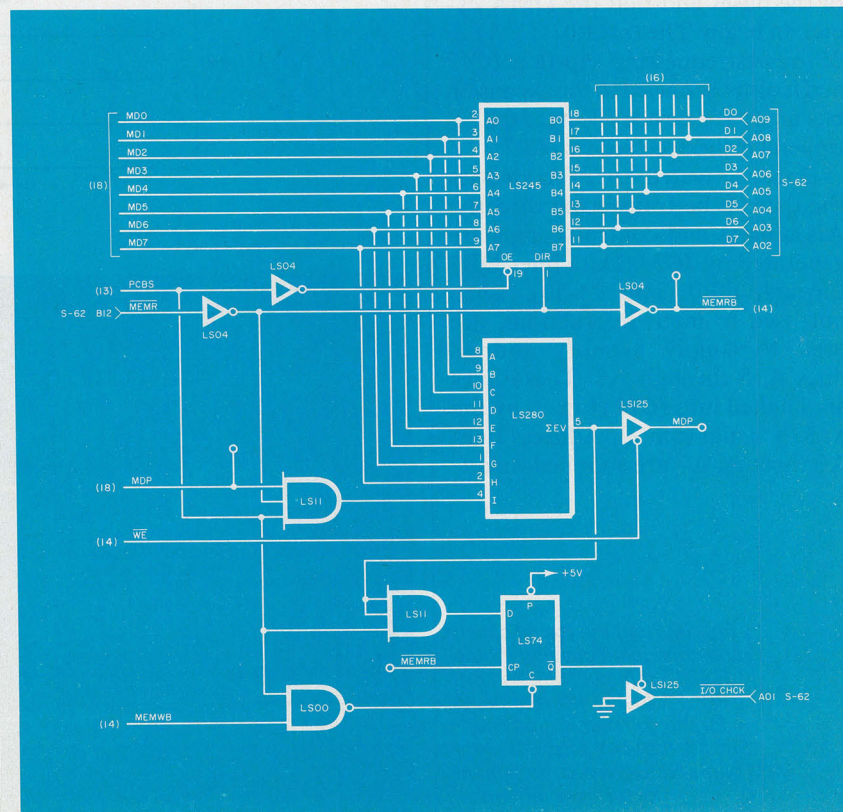 (16)
MD0 2 A0 B0 18 D0 A09
MD1 3 A1 B1 17 D1 A08
MD2 4 A2 B2 16 D2 A07
MD3 5 A3 B3 15 D3 A06
(18) LS245 S-62
MD4 6 A4 B4 14 D4 A05
MD5 7 A5 B5 13 D5 A04
MD6 8 A6 B6 12 D6 A03
MD7 9 A7 B7 11 D7 A02
OE DIR
LS04 19 1 LS04
(13) PCBS
S-62 B12 MEMR MEMRB (14)
LS04
8 A
9 B
10 C
11 D LS125
12 E LS280 ΣEV 5 MDP
13 F
1 G
2 H
(18) MDP 4 I
LS11
(14) WE
+5V
P
LS11 D
LS74
MEMRB CP Q
C LS125
I/O CHCK A01 S-62
LS00
(14) MEMWB